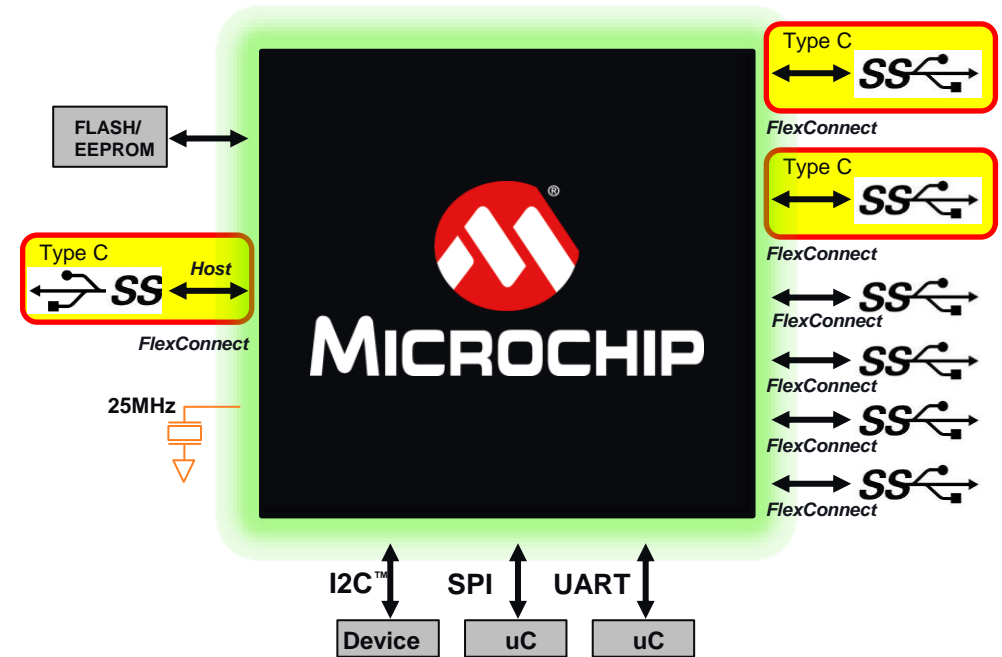 Type C
SS
FlexConnect
FLASH/
EEPROM
Type C
SS
FlexConnect
®
Type C
SS
Host
FlexConnect
SS
FlexConnect
MICROCHIP
SS
FlexConnect
25MHz
SS
FlexConnect
SS
FlexConnect
I2C™
SPI
UART
Device
uC
uC